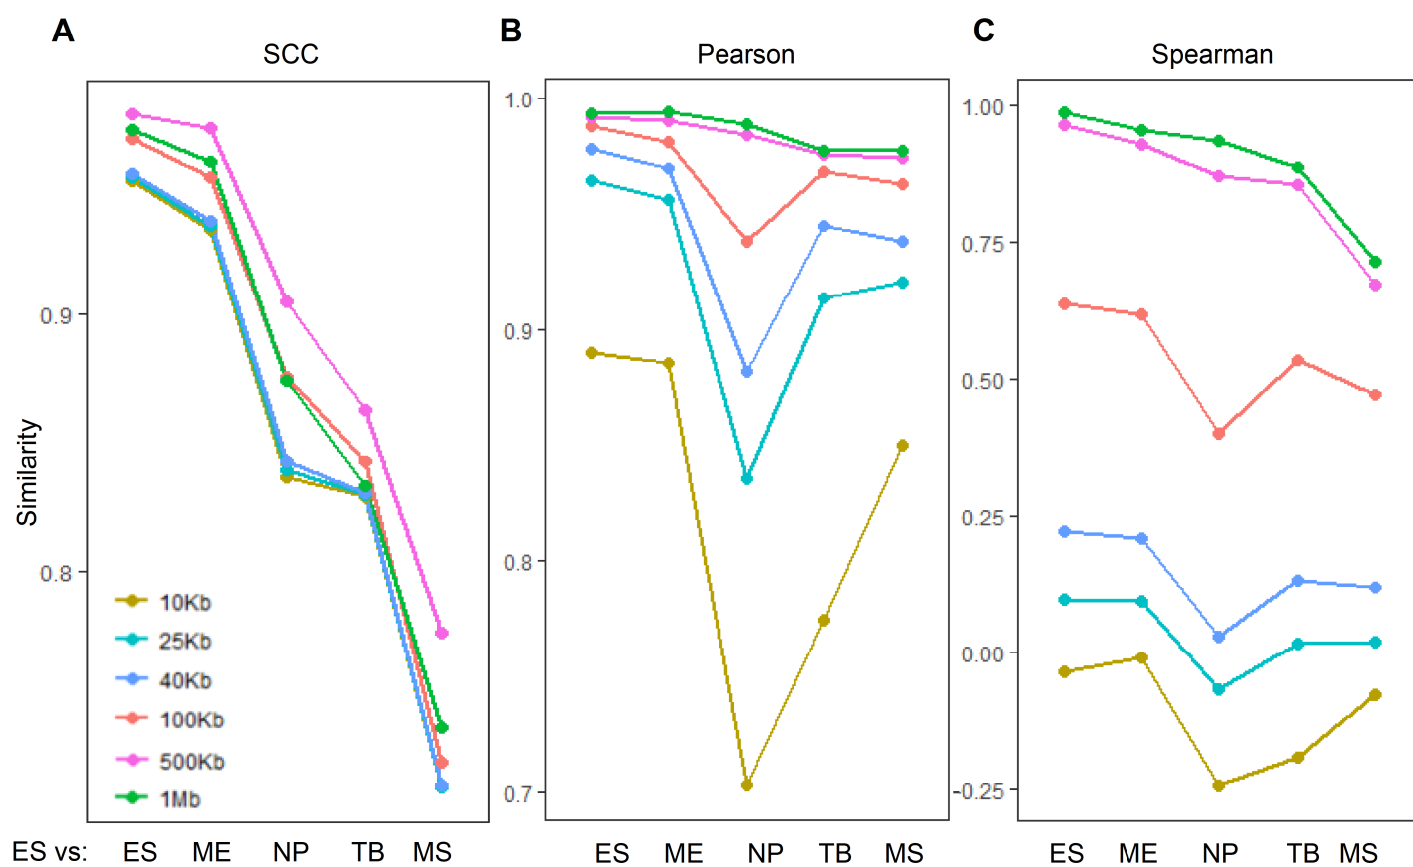 A
SCC
Similarity
0.9
0.8
10Kb
25Kb
40Kb
100Kb
500Kb
1Mb
ES vs: ES ME NP TB MS
B
Pearson
1.0
0.9
0.8
0.7
ES ME NP TB MS
C
Spearman
1.00
0.75
0.50
0.25
0.00
-0.25
ES ME NP TB MS